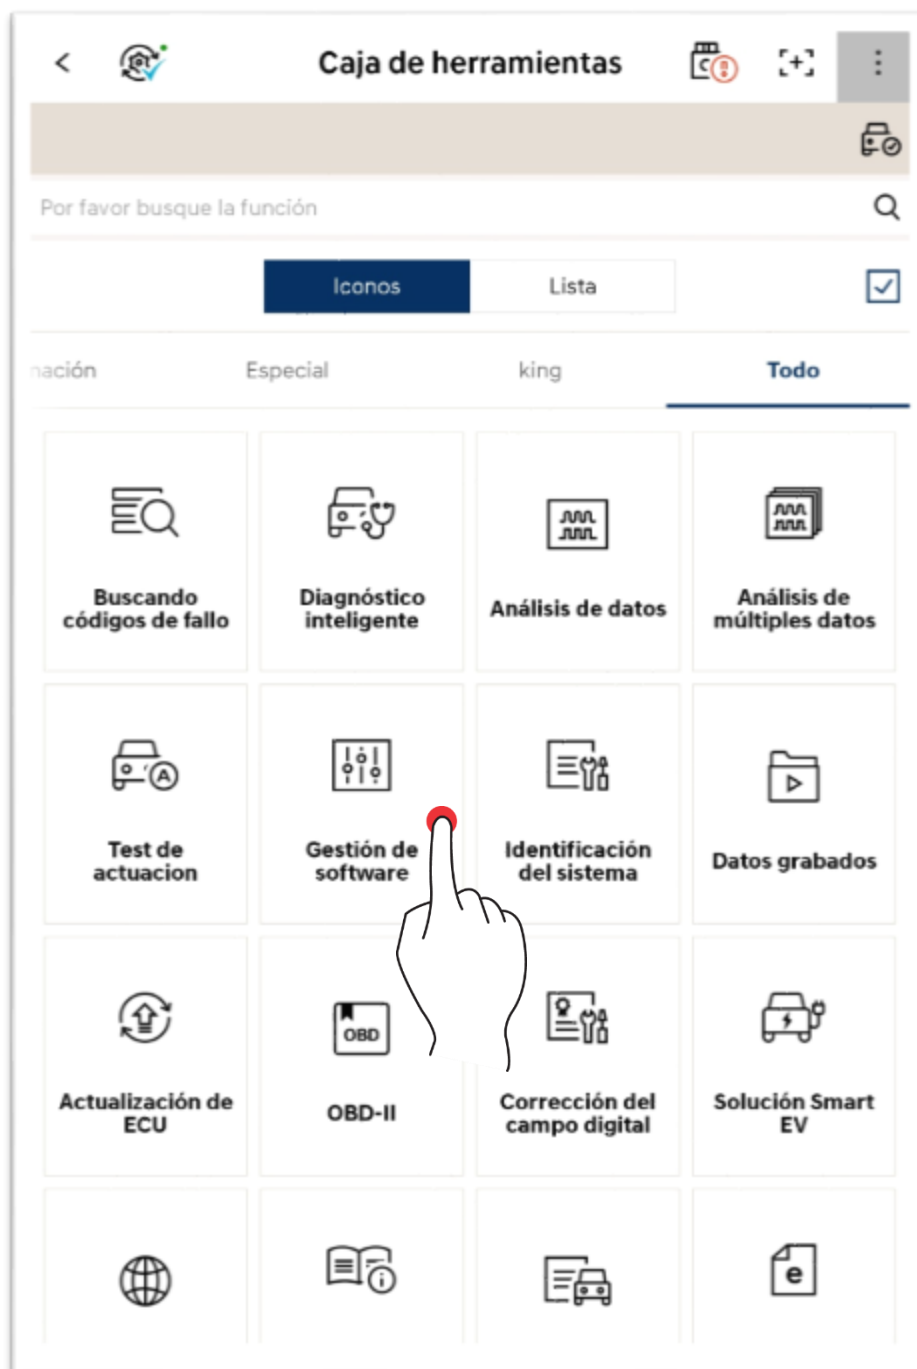 Caja de herramientas
Por favor busque la función
Iconos
Lista
nación
Especial
king
Todo
Buscando
códigos de fallo
Diagnóstico
inteligente
Análisis de datos
Análisis de
múltiples datos
A
Test de
actuacion
Gestión de
software
Identificación
del sistema
Datos grabados
Actualización de
ECU
OBD
OBD-II
Corrección del
campo digital
Solución Smart
EV
e